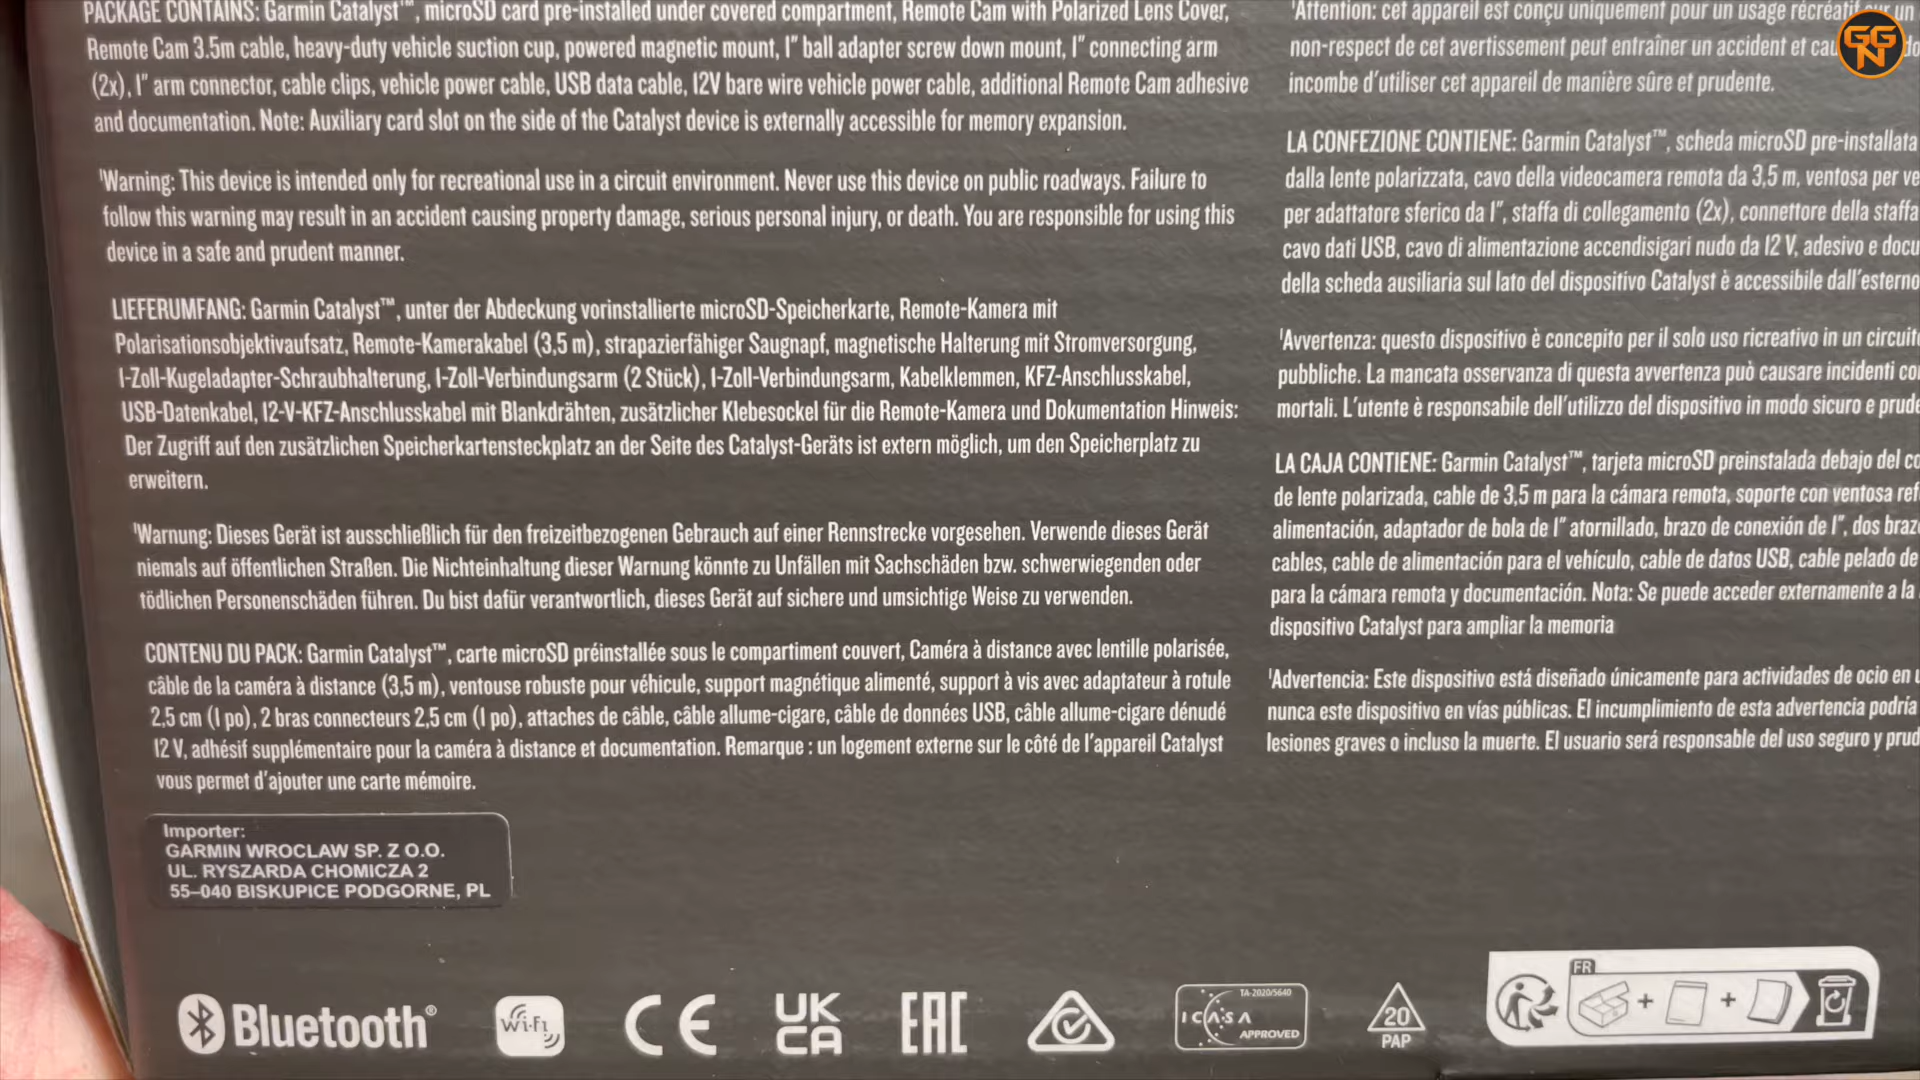 PACKAGE CONTAINS: Garmin Catalyst™, microSD card pre-installed under covered compartment, Remote Cam with Polarized Lens Cover,
Remote Cam 3.5m cable, heavy-duty vehicle suction cup, powered magnetic mount, 1" ball adapter screw down mount, 1" connecting arm
(2x), 1" arm connector, cable clips, vehicle power cable, USB data cable, 12V bare wire vehicle power cable, additional Remote Cam adhesive
and documentation. Note: Auxiliary card slot on the side of the Catalyst device is externally accessible for memory expansion.
¹Warning: This device is intended only for recreational use in a circuit environment. Never use this device on public roadways. Failure to
follow this warning may result in an accident causing property damage, serious personal injury, or death. You are responsible for using this
device in a safe and prudent manner.
LIEFERUMFANG: Garmin Catalyst™, unter der Abdeckung vorinstallierte microSD-Speicherkarte, Remote-Kamera mit
Polarisationsobjektivaufsatz, Remote-Kamerakabel (3,5 m), strapazierfähiger Saugnapf, magnetische Halterung mit Stromversorgung,
1-Zoll-Kugeladapter-Schraubhalterung, 1-Zoll-Verbindungsarm (2 Stück), 1-Zoll-Verbindungsarm, Kabelklemmen, KFZ-Anschlusskabel,
USB-Datenkabel, 12-V-KFZ-Anschlusskabel mit Blankdrähten, zusätzlicher Klebesockel für die Remote-Kamera und Dokumentation Hinweis:
Der Zugriff auf den zusätzlichen Speicherkartensteckplatz an der Seite des Catalyst-Geräts ist extern möglich, um den Speicherplatz zu
erweitern.
¹Warnung: Dieses Gerät ist ausschließlich für den freizeitbezogenen Gebrauch auf einer Rennstrecke vorgesehen. Verwende dieses Gerät
niemals auf öffentlichen Straßen. Die Nichteinhaltung dieser Warnung könnte zu Unfällen mit Sachschäden bzw. schwerwiegenden oder
tödlichen Personenschäden führen. Du bist dafür verantwortlich, dieses Gerät auf sichere und umsichtige Weise zu verwenden.
CONTENU DU PACK: Garmin Catalyst™, carte microSD préinstallée sous le compartiment couvert, Caméra à distance avec lentille polarisée,
câble de la caméra à distance (3,5 m), ventouse robuste pour véhicule, support magnétique alimenté, support à vis avec adaptateur à rotule
2,5 cm (1 po), 2 bras connecteurs 2,5 cm (1 po), attaches de câble, câble allume-cigare, câble de données USB, câble allume-cigare dénudé
12 V, adhésif supplémentaire pour la caméra à distance et documentation. Remarque : un logement externe sur le côté de l'appareil Catalyst
vous permet d'ajouter une carte mémoire.
Importer:
GARMIN WROCLAW SP. Z O.O.
UL. RYSZARDA CHOMICZA 2
55–040 BISKUPICE PODGORNE, PL
¹Attention: cet appareil est conçu uniquement pour un usage récréatif sur un
non-respect de cet avertissement peut entraîner un accident et
incombe d'utiliser cet appareil de manière sûre et prudente.
LA CONFEZIONE CONTIENE: Garmin Catalyst™, scheda microSD pre-installata
dalla lente polarizzata, cavo della videocamera remota da 3,5 m, ventosa per
per adattatore sferico da 1", staffa di collegamento (2x), connettore della staffa
cavo dati USB, cavo di alimentazione accendisigari nudo da 12 V, adesivo e
della scheda ausiliaria sul lato del dispositivo Catalyst è accessibile dall'esterno
¹Avvertenza: questo dispositivo è concepito per il solo uso ricreativo in un
pubbliche. La mancata osservanza di questa avvertenza può causare incidenti
mortali. L'utente è responsabile dell'utilizzo del dispositivo in modo sicuro e
LA CAJA CONTIENE: Garmin Catalyst™, tarjeta microSD preinstalada debajo del
de lente polarizada, cable de 3,5 m para la cámara remota, soporte con ventosa
alimentación, adaptador de bola de 1" atornillado, brazo de conexión de 1", dos
cables, cable de alimentación para el vehículo, cable de datos USB, cable pelado de
para la cámara remota y documentación. Nota: Se puede acceder externamente a la
dispositivo Catalyst para ampliar la memoria
¹Advertencia: Este dispositivo está diseñado únicamente para actividades de ocio en
nunca este dispositivo en vías públicas. El incumplimiento de esta advertencia podría
lesiones graves o incluso la muerte. El usuario será responsable del uso seguro y
GGN
Bluetooth®
Wi-Fi
CE
UK
CA
EAC
TA-2020/5640
ICASA
APPROVED
20
PAP
FR
+ +